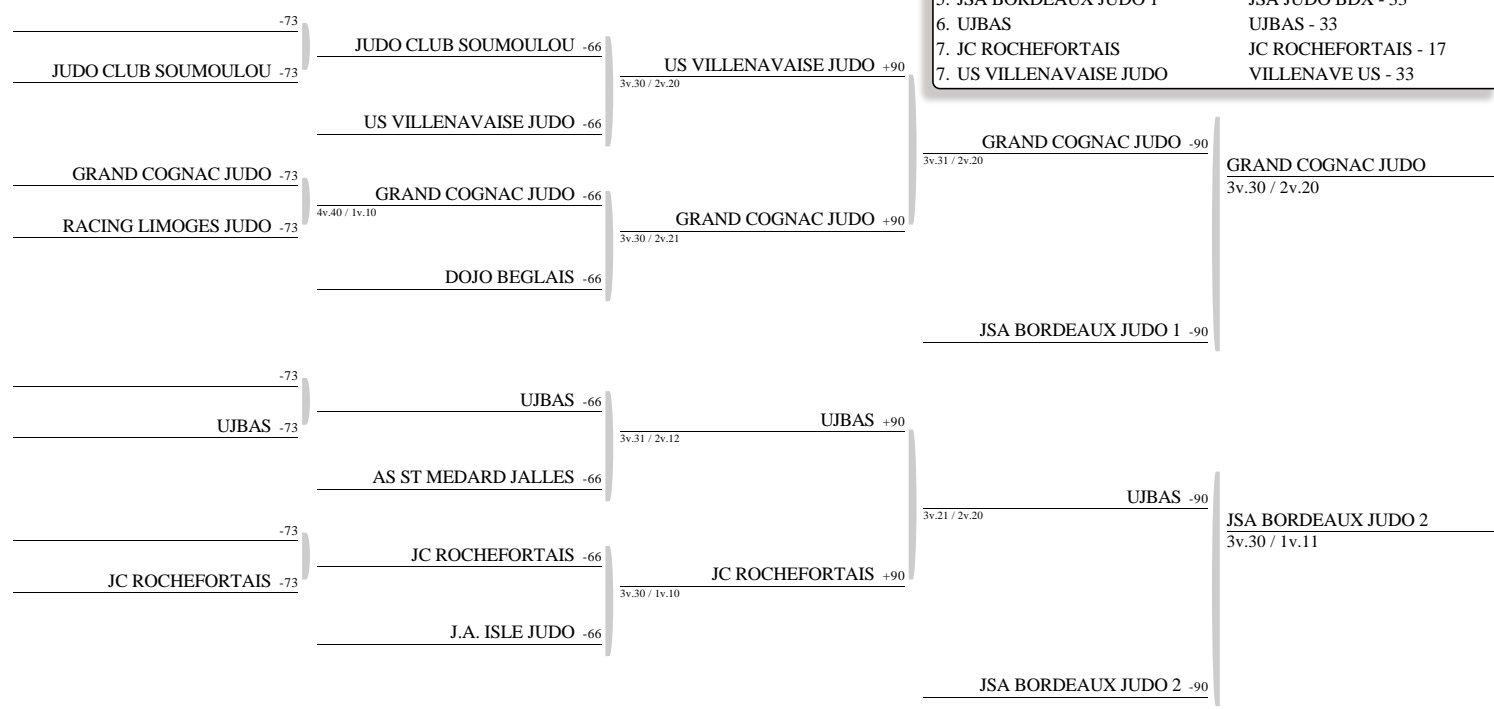 5. JSA BORDEAUX JUDO 1 JSA JUDO BDX - 33
6. UJBAS UJBAS - 33
7. JC ROCHEFORTAIS JC ROCHEFORTAIS - 17
7. US VILLENAVAISE JUDO VILLENAVE US - 33
-73
JUDO CLUB SOUMOULOU -73
GRAND COGNAC JUDO -73
RACING LIMOGES JUDO -73
-73
UJBAS -73
-73
JC ROCHEFORTAIS -73
JUDO CLUB SOUMOULOU -66
US VILLENAVAISE JUDO -66
GRAND COGNAC JUDO -66
4v.40 / 1v.10
DOJO BEGLAIS -66
UJBAS -66
AS ST MEDARD JALLES -66
JC ROCHEFORTAIS -66
J.A. ISLE JUDO -66
US VILLENAVAISE JUDO +90
3v.30 / 2v.20
GRAND COGNAC JUDO +90
3v.30 / 2v.21
UJBAS +90
3v.31 / 2v.12
JC ROCHEFORTAIS +90
3v.30 / 1v.10
GRAND COGNAC JUDO -90
3v.31 / 2v.20
JSA BORDEAUX JUDO 1 -90
UJBAS -90
3v.21 / 2v.20
JSA BORDEAUX JUDO 2 -90
GRAND COGNAC JUDO
3v.30 / 2v.20
JSA BORDEAUX JUDO 2
3v.30 / 1v.11